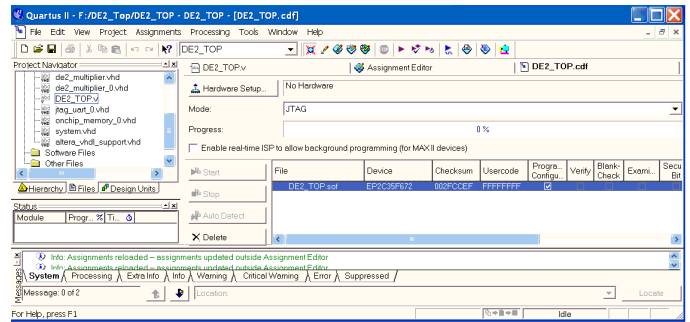 Quartus II - F:/DE2_Top/DE2_TOP - DE2_TOP - [DE2_TOP.cdf]
File Edit View Project Assignments Processing Tools Window Help
DE2_TOP
Project Navigator
de2_multiplier.vhd
de2_multiplier_0.vhd
DE2_TOP.v
jtag_uart_0.vhd
onchip_memory_0.vhd
system.vhd
altera_vhdl_support.vhd
Software Files
Other Files
Hierarchy Files Design Units
Status
Module Progr... % Ti...
DE2_TOP.v Assignment Editor DE2_TOP.cdf
Hardware Setup... No Hardware
Mode: JTAG
Progress: 0 %
Enable real-time ISP to allow background programming (for MAX II devices)
Start
Stop
Auto Detect
Delete
File Device Checksum Usercode Progra... Configu... Verify Blank-Check Exami... Secu Bit
DE2_TOP.sof EP2C35F672 002FCCEF FFFFFFFF
Info: Assignments reloaded -- assignments updated outside Assignment Editor
Info: Assignments reloaded -- assignments updated outside Assignment Editor
System Processing Extra Info Info Warning Critical Warning Error Suppressed
Messages
Message: 0 of 2 Location: Locate
For Help, press F1 Idle